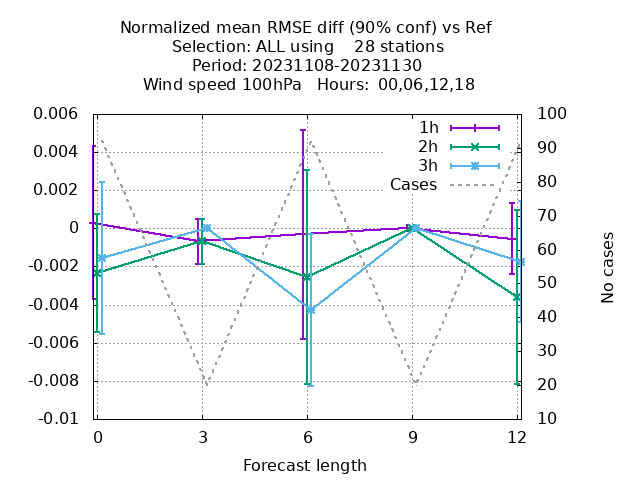 Normalized mean RMSE diff (90% conf) vs Ref
Selection: ALL using    28 stations
Period: 20231108-20231130
Wind speed 100hPa   Hours:  00,06,12,18
0.006
0.004
0.002
0
-0.002
-0.004
-0.006
-0.008
-0.01
100
90
80
70
60
50
40
30
20
10
1h
2h
3h
Cases
No cases
0
3
6
9
12
Forecast length